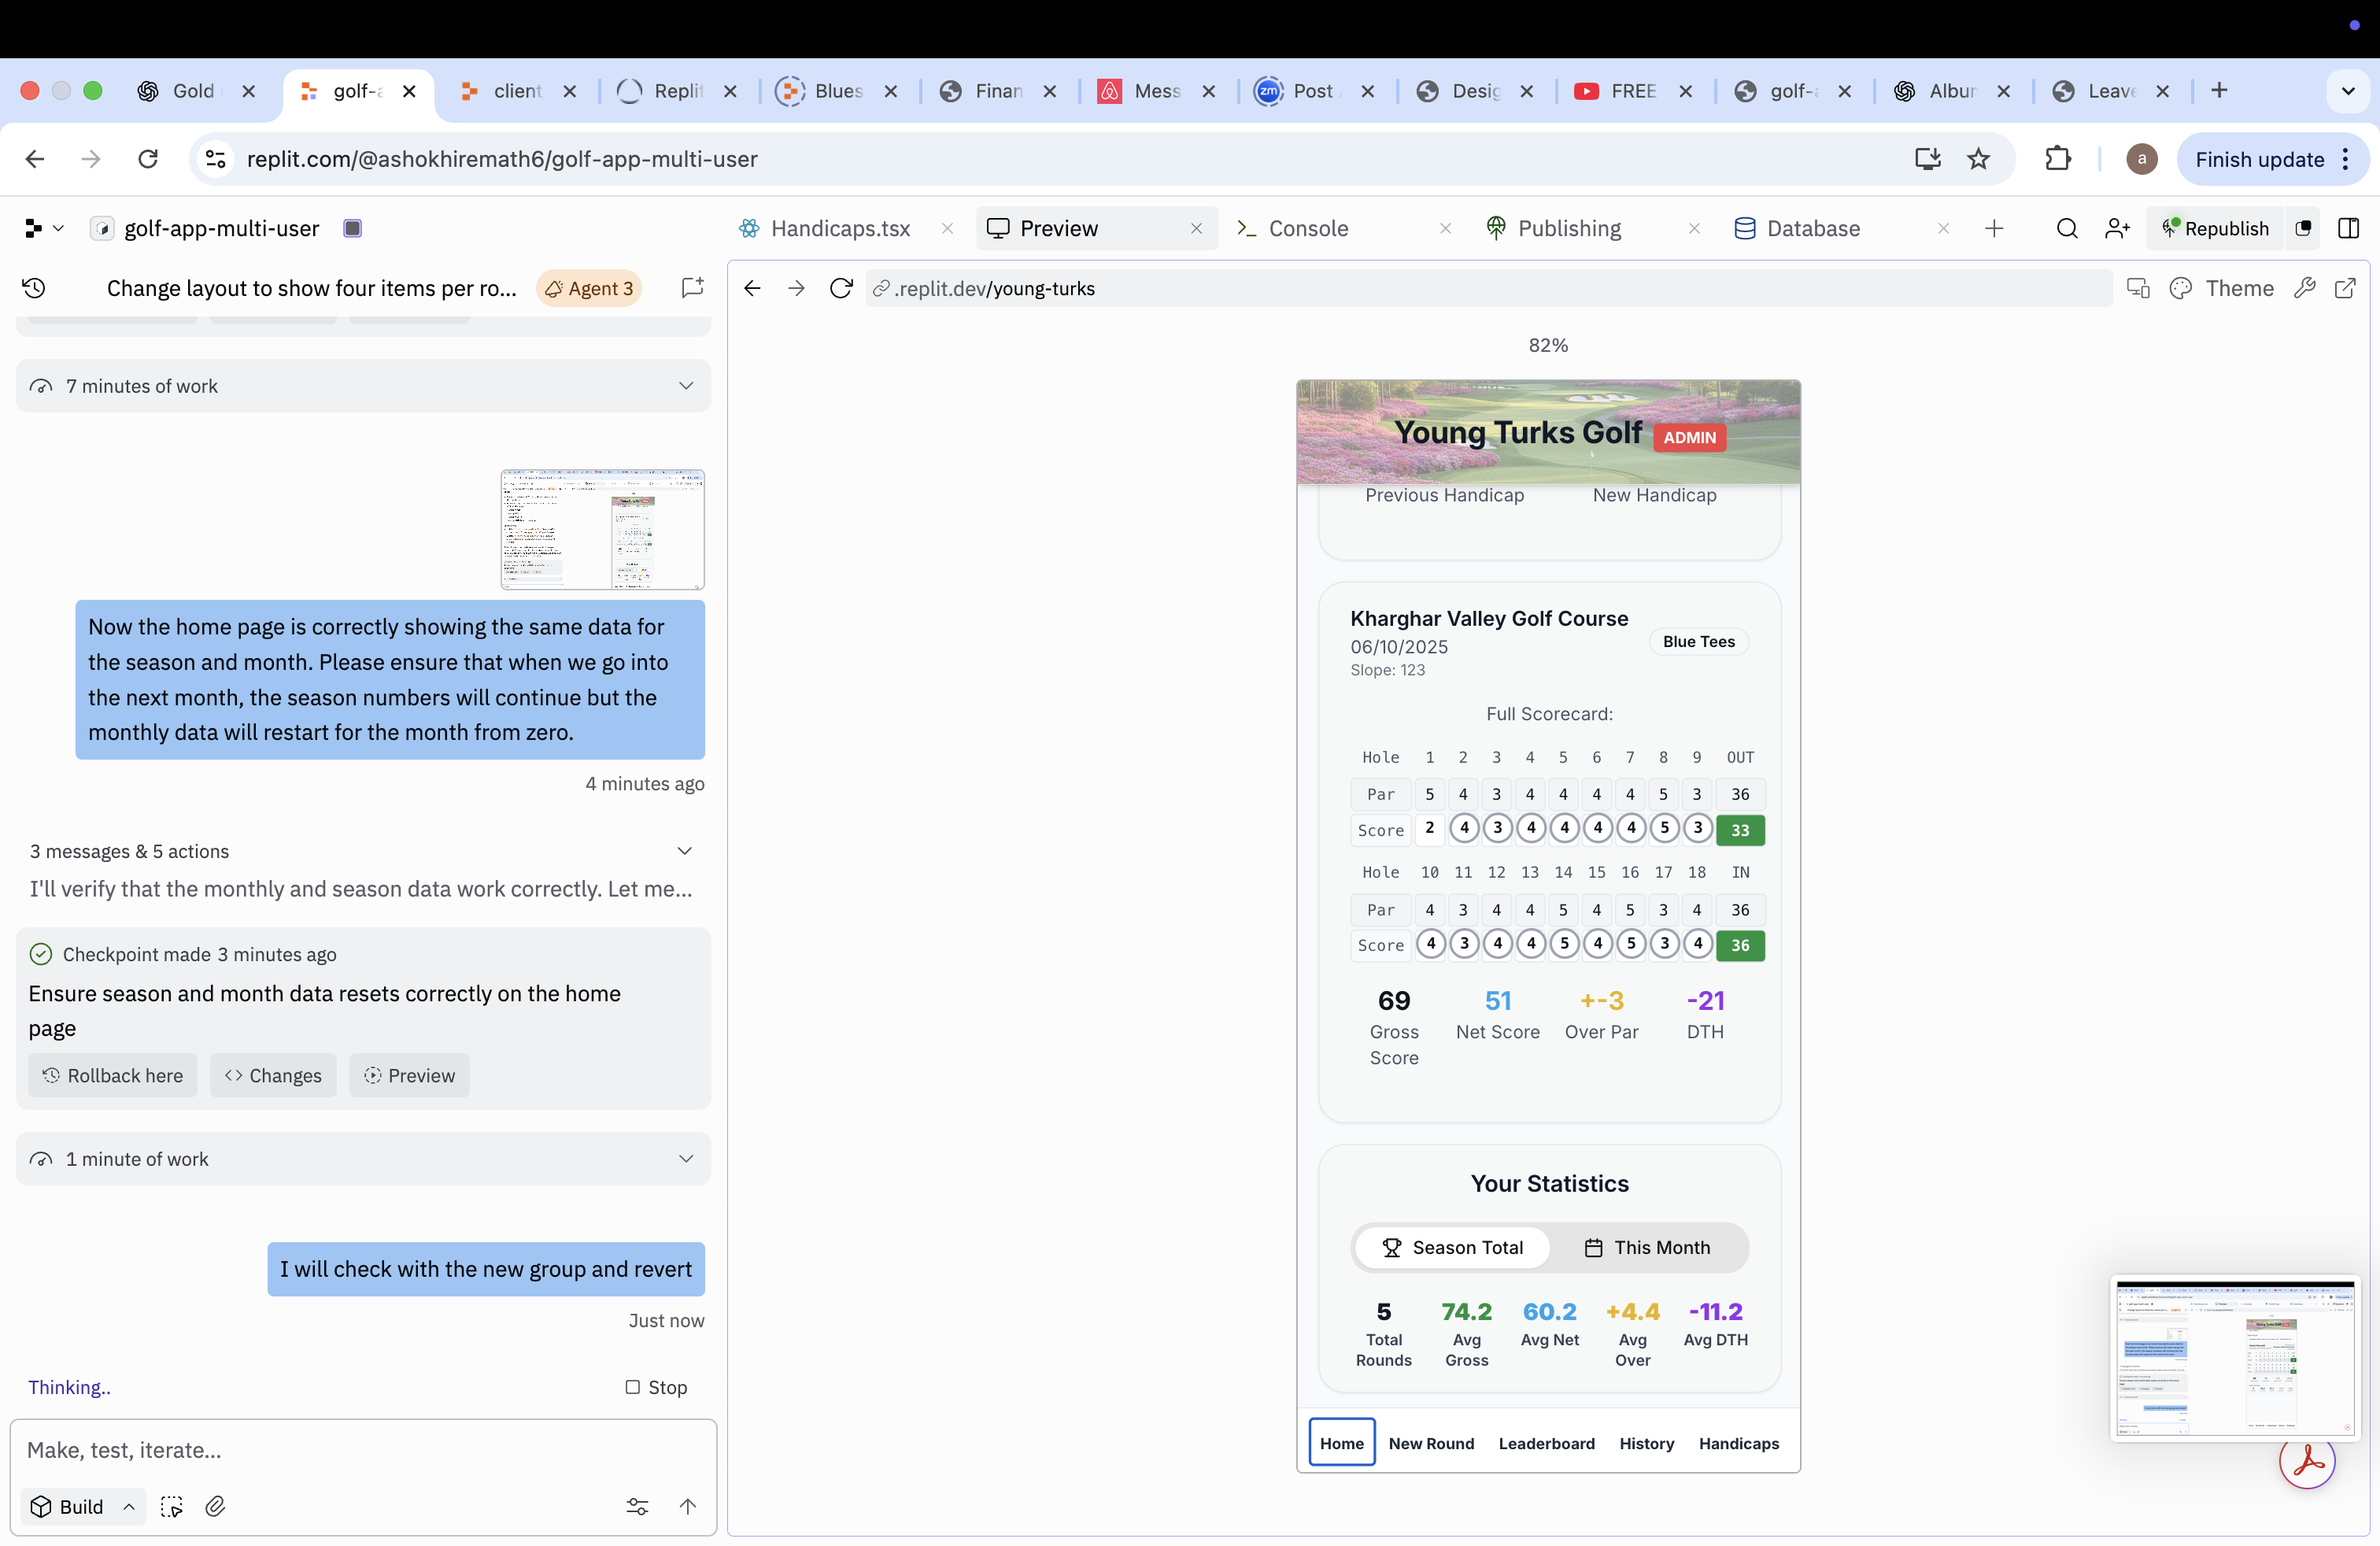 Gold
golf-a
client
Replit
Blues
Finan
Mess
zm
Post
Desig
FREE
golf-a
Albun
Leave
replit.com/@ashokhiremath6/golf-app-multi-user
a
Finish update
golf-app-multi-user
Handicaps.tsx
Preview
Console
Publishing
Database
Republish
Change layout to show four items per ro...
Agent 3
.replit.dev/young-turks
Theme
7 minutes of work
Now the home page is correctly showing the same data for
the season and month. Please ensure that when we go into
the next month, the season numbers will continue but the
monthly data will restart for the month from zero.
4 minutes ago
3 messages & 5 actions
I'll verify that the monthly and season data work correctly. Let me...
Checkpoint made 3 minutes ago
Ensure season and month data resets correctly on the home
page
Rollback here
Changes
Preview
1 minute of work
I will check with the new group and revert
Just now
Thinking..
Stop
Make, test, iterate...
Build
82%
Young Turks Golf ADMIN
Previous Handicap New Handicap
Kharghar Valley Golf Course
06/10/2025
Slope: 123
Blue Tees
Full Scorecard:
Hole 1 2 3 4 5 6 7 8 9 OUT
Par 5 4 3 4 4 4 4 5 3 36
Score 2 4 3 4 4 4 4 5 3 33
Hole 10 11 12 13 14 15 16 17 18 IN
Par 4 3 4 4 5 4 5 3 4 36
Score 4 3 4 4 5 4 5 3 4 36
69 51 +-3 -21
Gross Net Score Over Par DTH
Score
Your Statistics
Season Total This Month
5 74.2 60.2 +4.4 -11.2
Total Avg Avg Net Avg Avg DTH
Rounds Gross Over
Home New Round Leaderboard History Handicaps